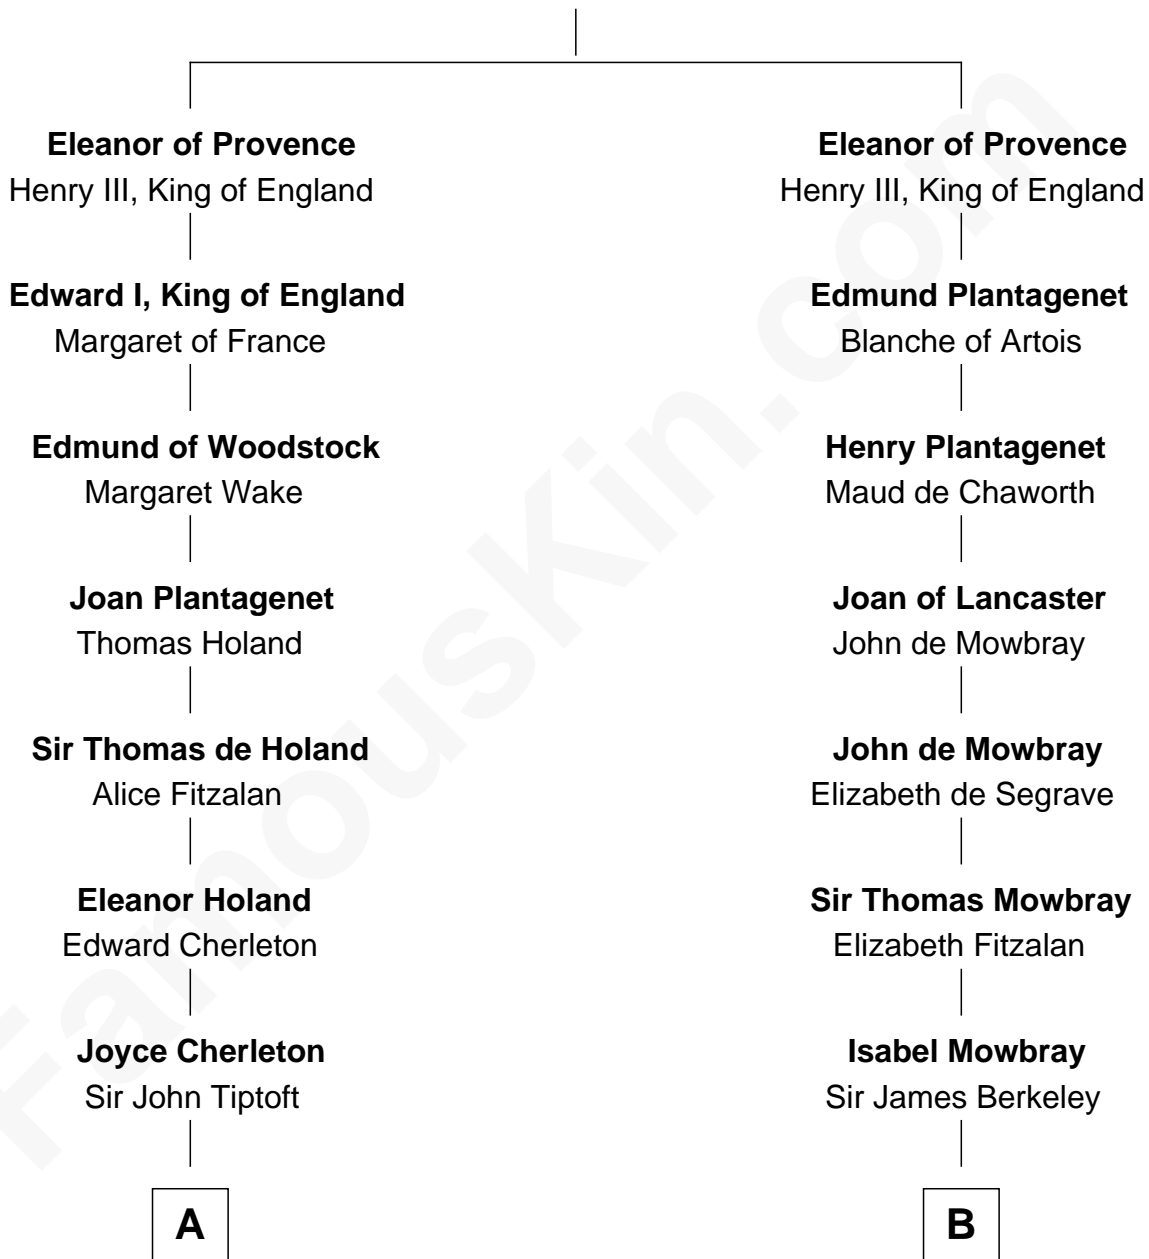 Eleanor of Provence
Henry III, King of England
Edward I, King of England
Margaret of France
Edmund of Woodstock
Margaret Wake
Joan Plantagenet
Thomas Holand
Sir Thomas de Holand
Alice Fitzalan
Eleanor Holand
Edward Cherleton
Joyce Cherleton
Sir John Tiptoft
A
Eleanor of Provence
Henry III, King of England
Edmund Plantagenet
Blanche of Artois
Henry Plantagenet
Maud de Chaworth
Joan of Lancaster
John de Mowbray
John de Mowbray
Elizabeth de Segrave
Sir Thomas Mowbray
Elizabeth Fitzalan
Isabel Mowbray
Sir James Berkeley
B
FamousKin.com